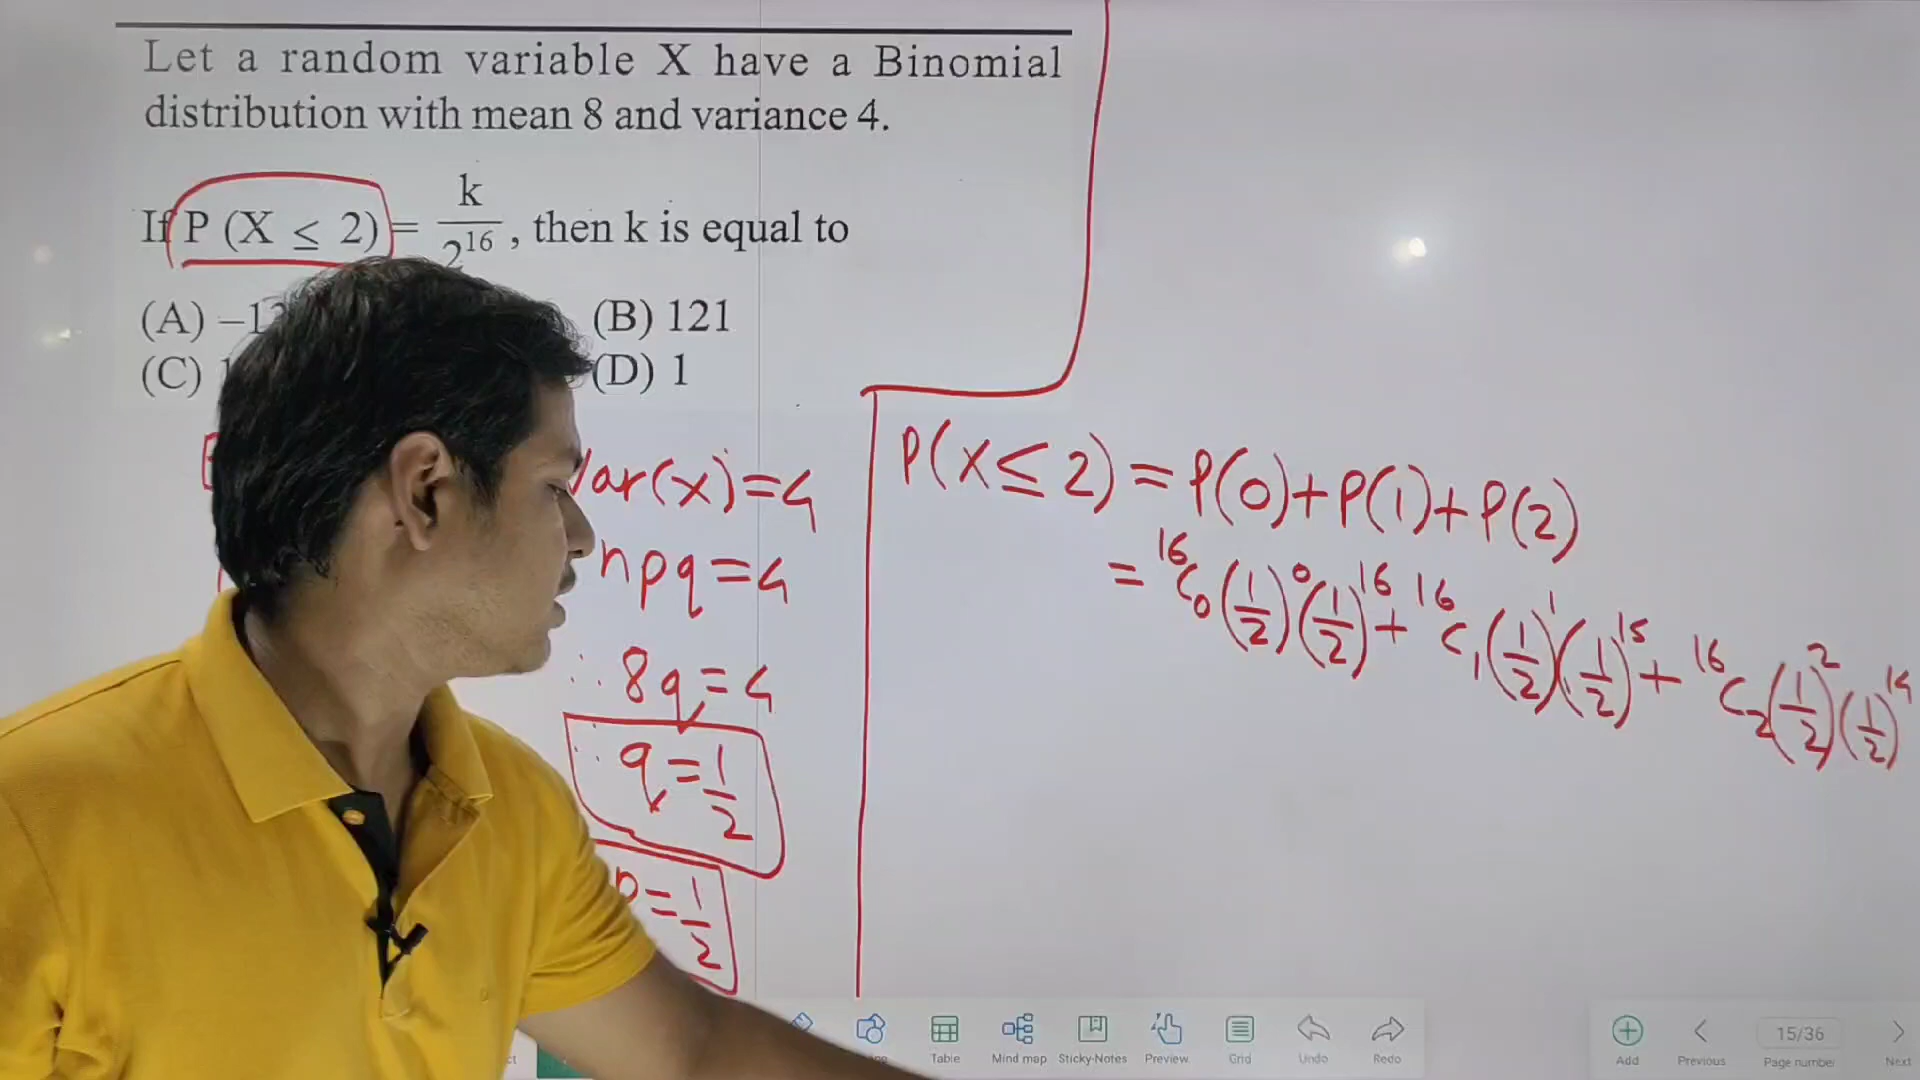 Let a random variable X have a Binomial
distribution with mean 8 and variance 4.
If P (X ≤ 2) = k/2^16, then k is equal to
(A) (B) 121
(C) (D) 1
Var(x)=4
npq=4
∴ 8q=4
∴ q=1/2
p=1/2
P(X≤2)=P(0)+P(1)+P(2)
= ¹⁶C₀(1/2)⁰(1/2)¹⁶+¹⁶C₁(1/2)¹(1/2)¹⁵+¹⁶C₂(1/2)²(1/2)¹⁴
Table Mind map Sticky-Notes Preview Grid Undo Redo
Add Previous 15/36 Page number Next